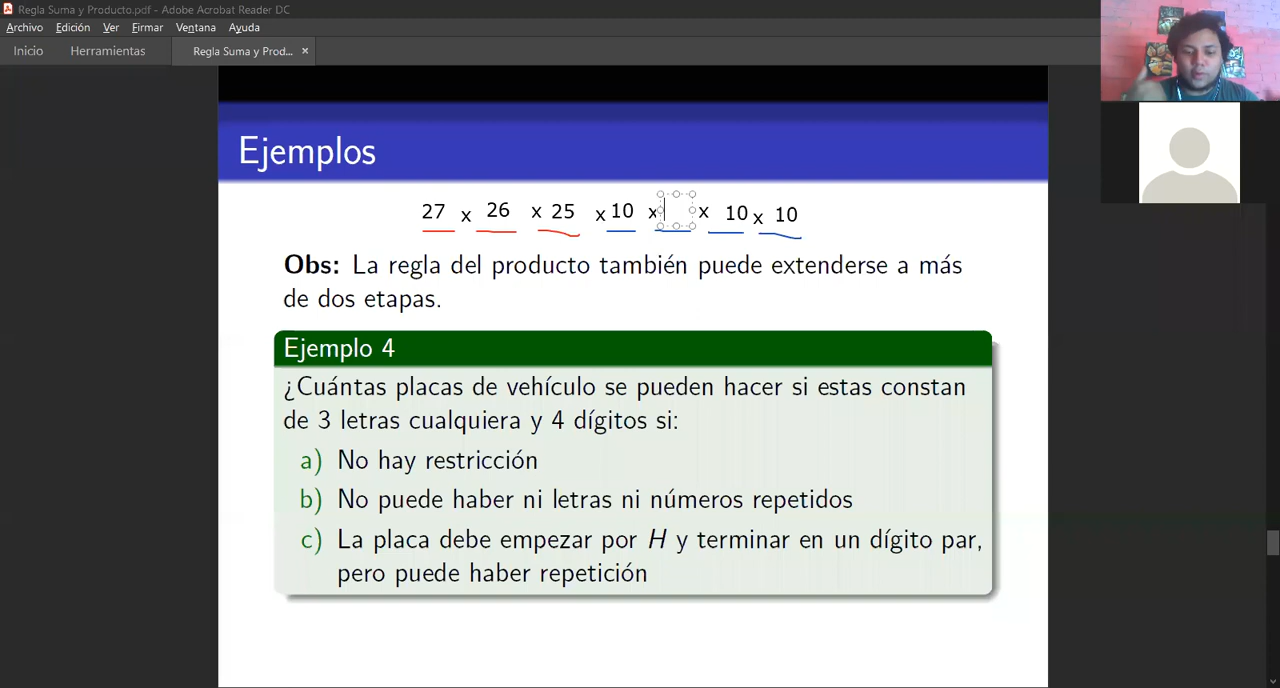 Regla Suma y Producto.pdf - Adobe Acrobat Reader DC
Archivo Edición Ver Firmar Ventana Ayuda
Inicio Herramientas Regla Suma y Prod... ×
Ejemplos
27 x 26 x 25 x 10 x x 10 x 10
Obs: La regla del producto también puede extenderse a más
de dos etapas.
Ejemplo 4
¿Cuántas placas de vehículo se pueden hacer si estas constan
de 3 letras cualquiera y 4 dígitos si:
a) No hay restricción
b) No puede haber ni letras ni números repetidos
c) La placa debe empezar por H y terminar en un dígito par,
pero puede haber repetición